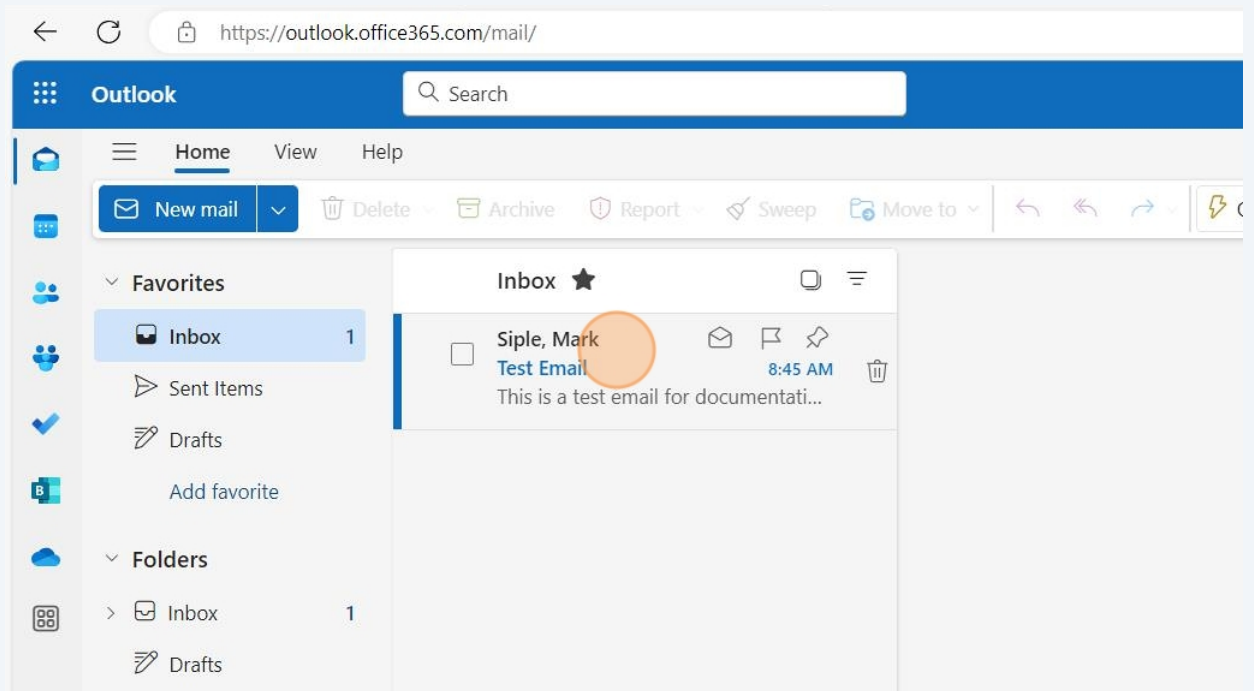 https://outlook.office365.com/mail/
Outlook
Search
Home View Help
New mail Delete Archive Report Sweep Move to
Favorites
Inbox 1
Sent Items
Drafts
Add favorite
Folders
Inbox 1
Drafts
Inbox
Siple, Mark
Test Email 8:45 AM
This is a test email for documentati...